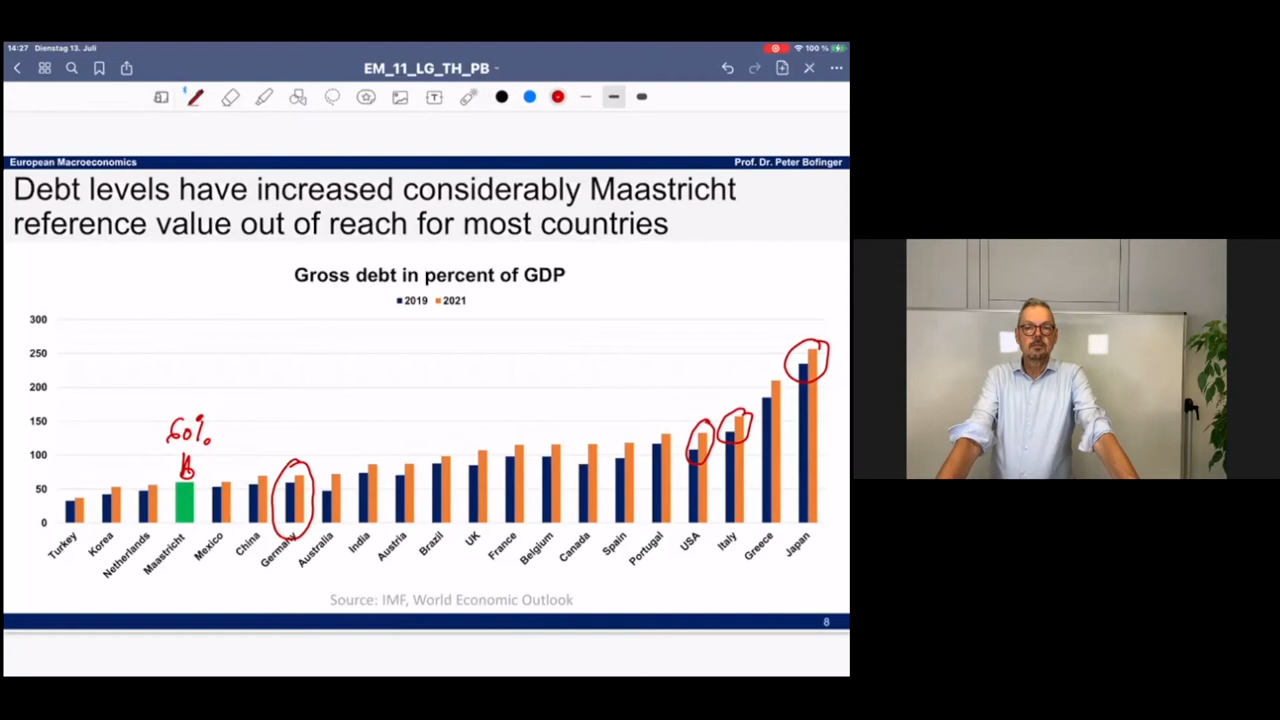 14:27 Dienstag 13. Juli
100 %
EM_11_LG_TH_PB
European Macroeconomics
Prof. Dr. Peter Bofinger
Debt levels have increased considerably Maastricht
reference value out of reach for most countries
Gross debt in percent of GDP
2019 2021
300
250
200
150
100
50
0
60%
Turkey
Korea
Netherlands
Maastricht
Mexico
China
Germany
Australia
India
Austria
Brazil
UK
France
Belgium
Canada
Spain
Portugal
USA
Italy
Greece
Japan
Source: IMF, World Economic Outlook
8